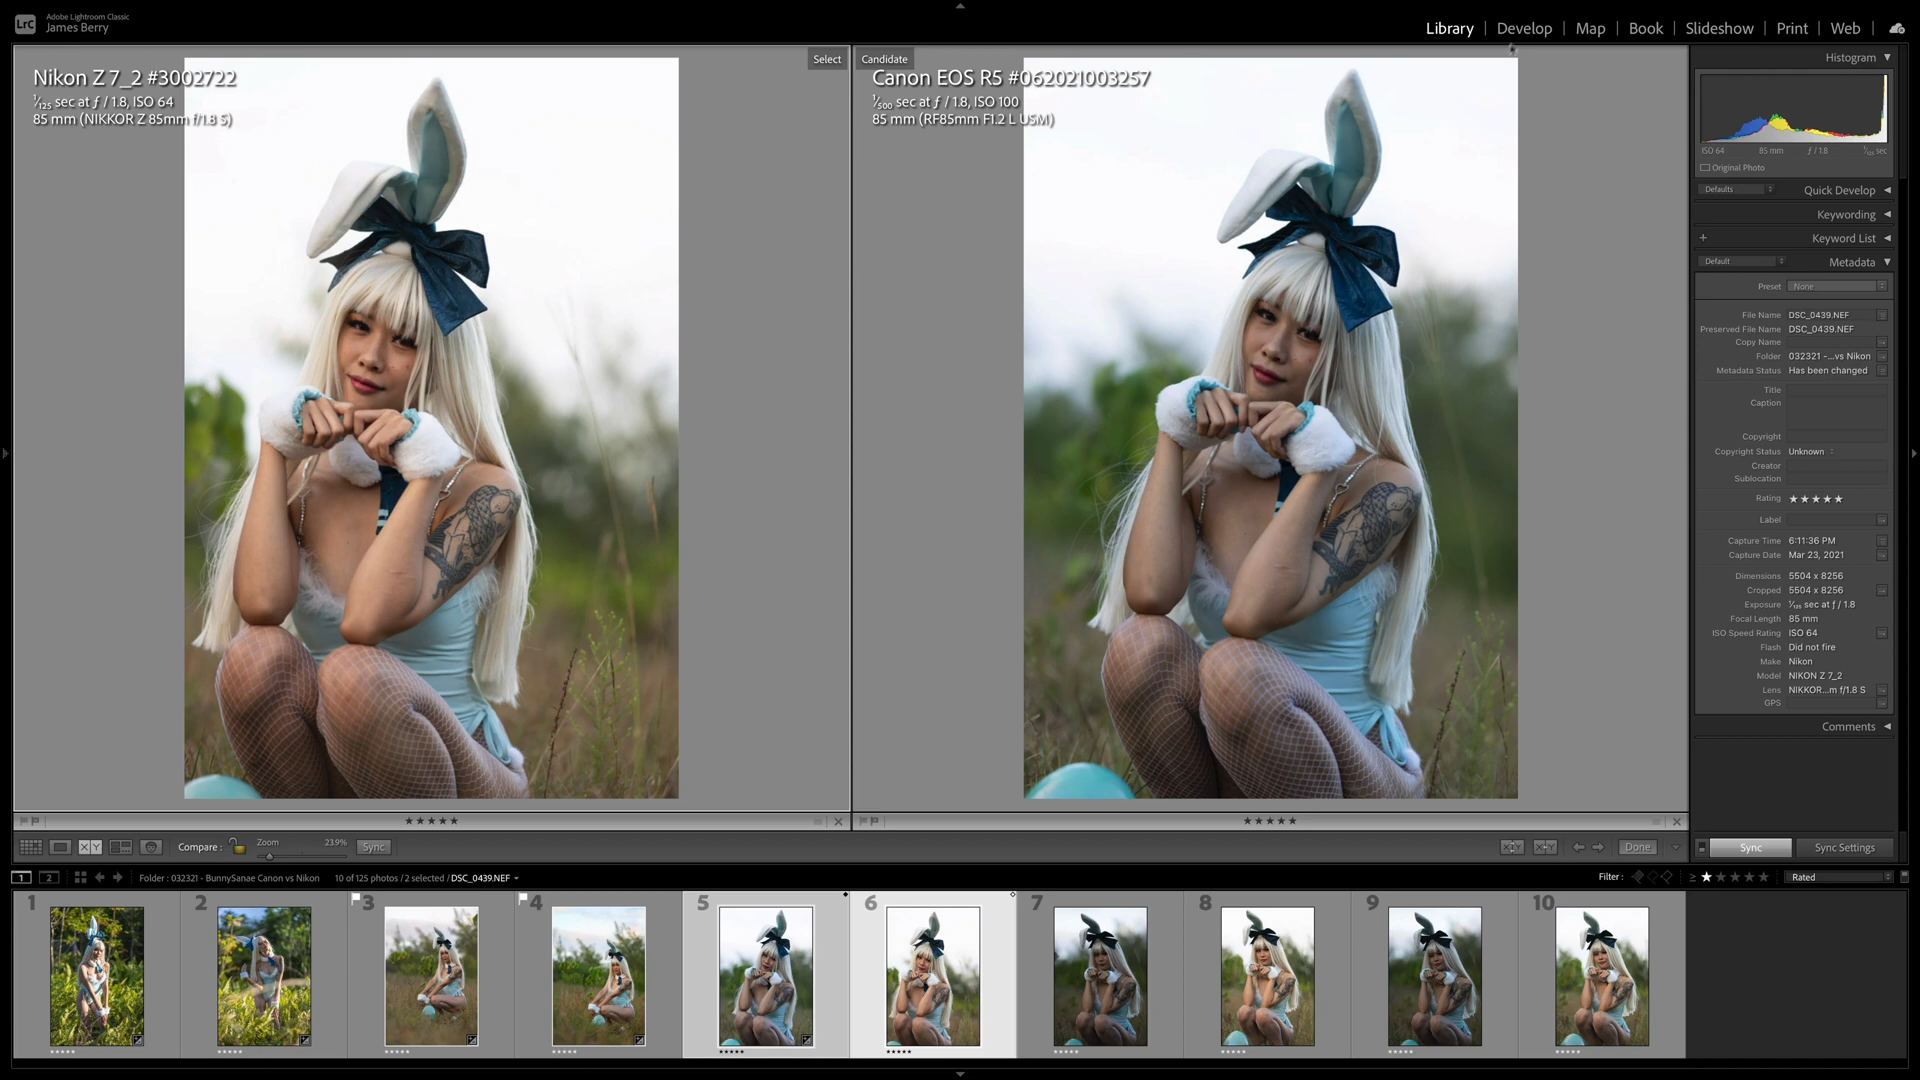 Lrc
Adobe Lightroom Classic
James Berry
Library | Develop | Map | Book | Slideshow | Print | Web
Select
Nikon Z 7_2 #3002722
1/125 sec at ƒ / 1.8, ISO 64
85 mm (NIKKOR Z 85mm f/1.8 S)
Candidate
Canon EOS R5 #062021003257
1/500 sec at ƒ / 1.8, ISO 100
85 mm (RF85mm F1.2 L USM)
Histogram
ISO 64 85 mm ƒ / 1.8 1/125 sec
Original Photo
Defaults Quick Develop
Keywording
+ Keyword List
Default Metadata
Preset None
File Name DSC_0439.NEF
Preserved File Name DSC_0439.NEF
Copy Name
Folder 032321 -...vs Nikon
Metadata Status Has been changed
Title
Caption
Copyright
Copyright Status Unknown
Creator
Sublocation
Rating ★★★★★
Label
Capture Time 6:11:36 PM
Capture Date Mar 23, 2021
Dimensions 5504 x 8256
Cropped 5504 x 8256
Exposure 1/125 sec at ƒ / 1.8
Focal Length 85 mm
ISO Speed Rating ISO 64
Flash Did not fire
Make Nikon
Model NIKON Z 7_2
Lens NIKKOR...m f/1.8 S
GPS
Comments
★★★★★
★★★★★
XY Compare : Zoom 23.9% Sync
Done
Sync Sync Settings
1 2 Folder : 032321 - BunnySanae Canon vs Nikon 10 of 125 photos / 2 selected / DSC_0439.NEF
Filter : ≥ ★★★★★ Rated
1 2 3 4 5 6 7 8 9 10